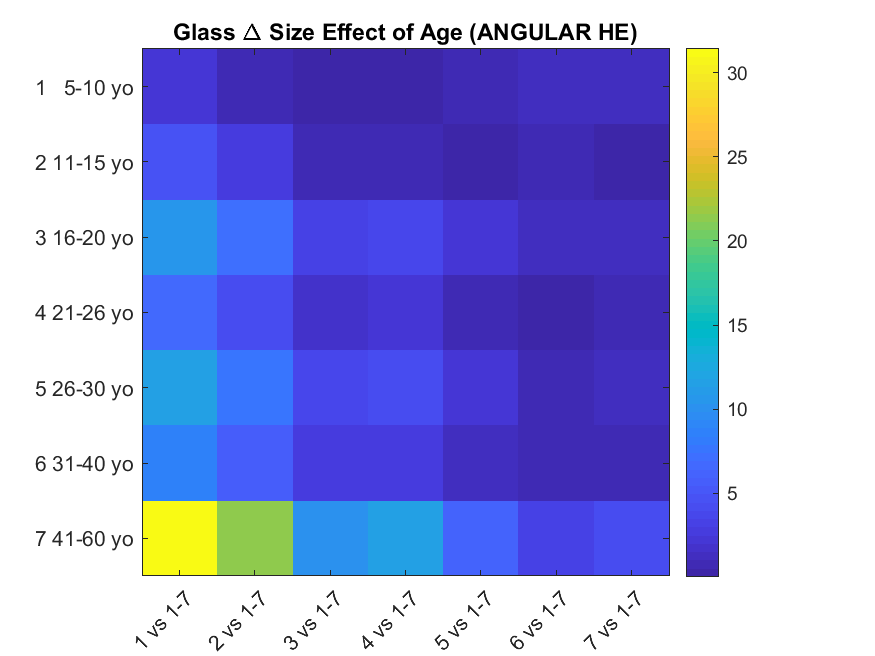 Glass △ Size Effect of Age (ANGULAR HE)
1 5-10 yo
2 11-15 yo
3 16-20 yo
4 21-26 yo
5 26-30 yo
6 31-40 yo
7 41-60 yo
1 vs 1-7
2 vs 1-7
3 vs 1-7
4 vs 1-7
5 vs 1-7
6 vs 1-7
7 vs 1-7
30
25
20
15
10
5